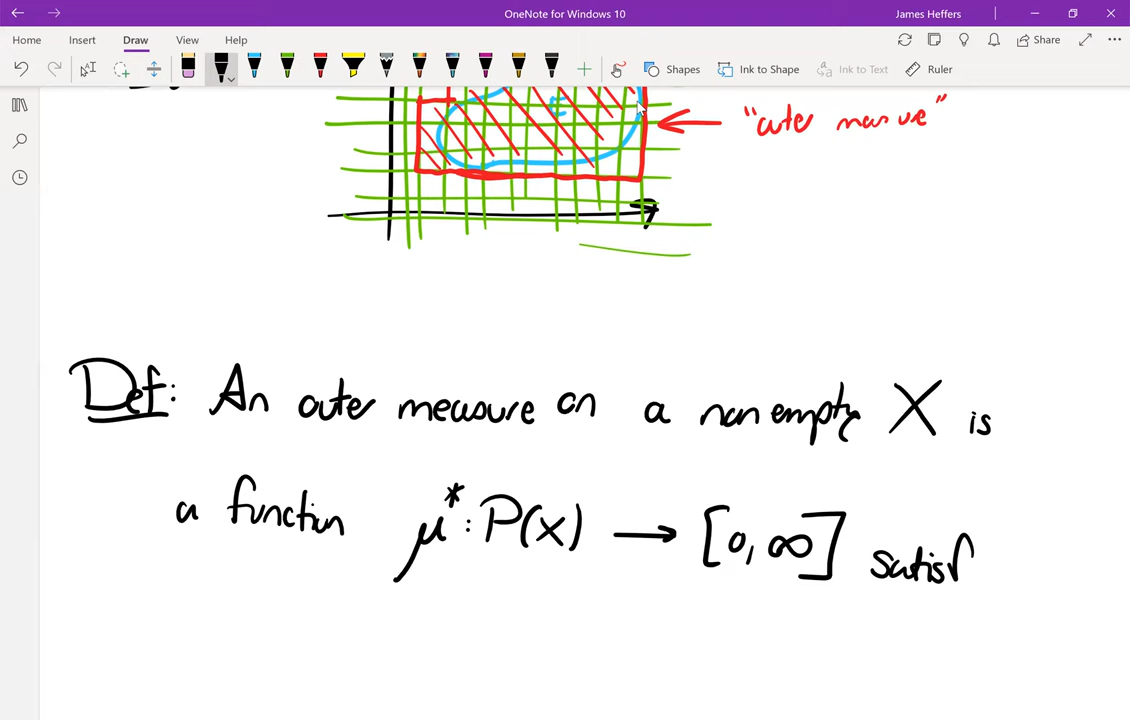 OneNote for Windows 10
James Heffers
Home Insert Draw View Help
Share
Shapes Ink to Shape Ink to Text Ruler
"outer measure"
E
Def: An outer measure on a nonempty X is
a function μ* : P(X) → [0, ∞] satisf